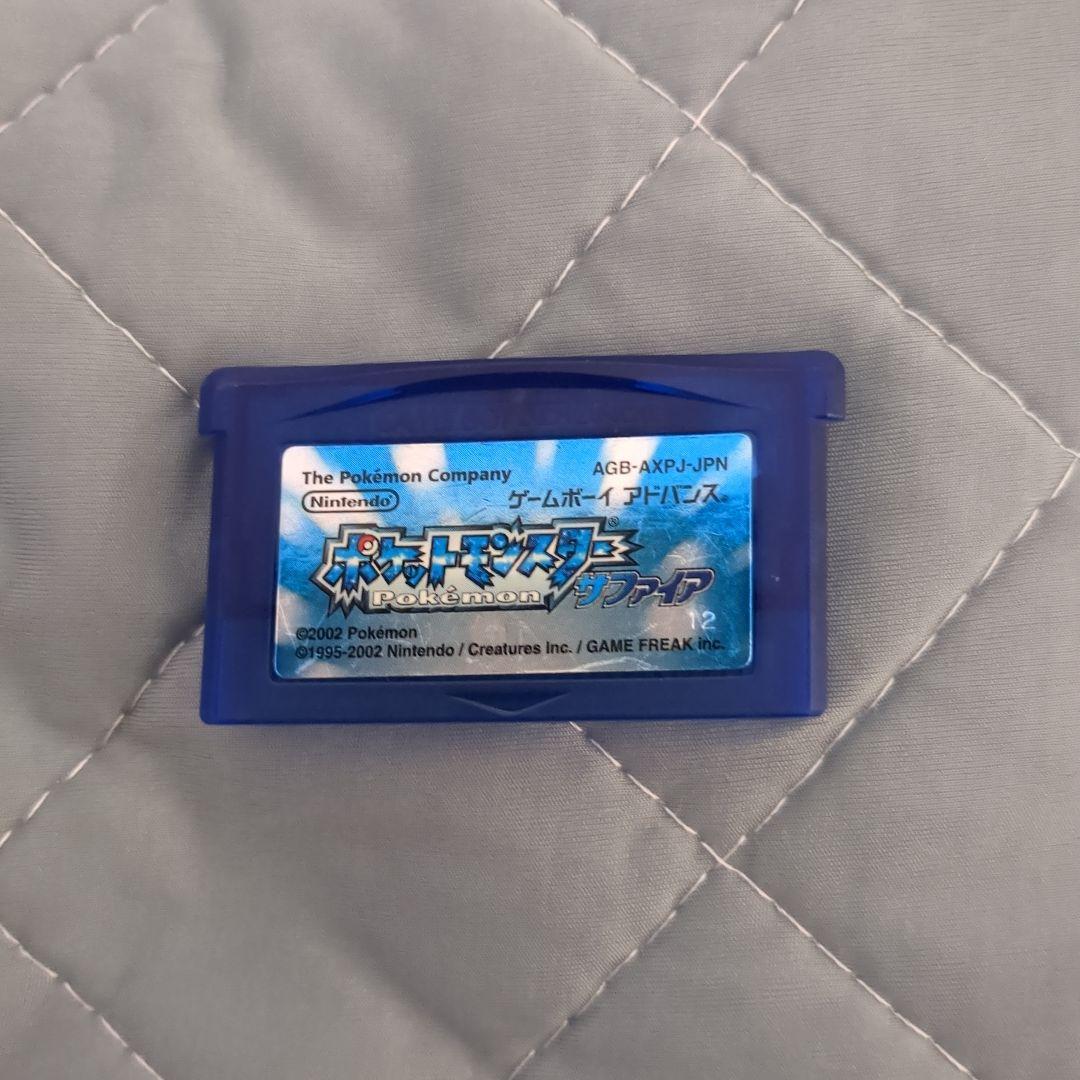 The Pokémon Company
AGB-AXPJ-JPN
Nintendo®
ゲームボーイ アドバンス®
ポケットモンスター®
Pokémon
サファイア
12
©2002 Pokémon
©1995-2002 Nintendo / Creatures Inc. / GAME FREAK inc.